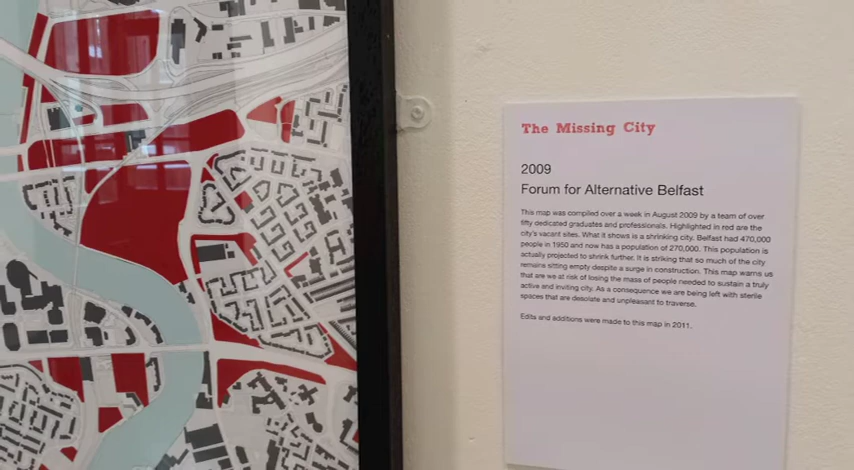 The Missing City
2009
Forum for Alternative Belfast
This map was compiled over a week in August 2009 by a team of over
fifty dedicated graduates and professionals. Highlighted in red are the
city's vacant sites. What it shows is a shrinking city. Belfast had 470,000
people in 1950 and now has a population of 270,000. This population is
actually projected to shrink further. It is striking that so much of the city
remains sitting empty despite a surge in construction. This map warns us
that are we at risk of losing the mass of people needed to sustain a truly
active and inviting city. As a consequence we are being left with sterile
spaces that are desolate and unpleasant to traverse.
Edits and additions were made to this map in 2011.